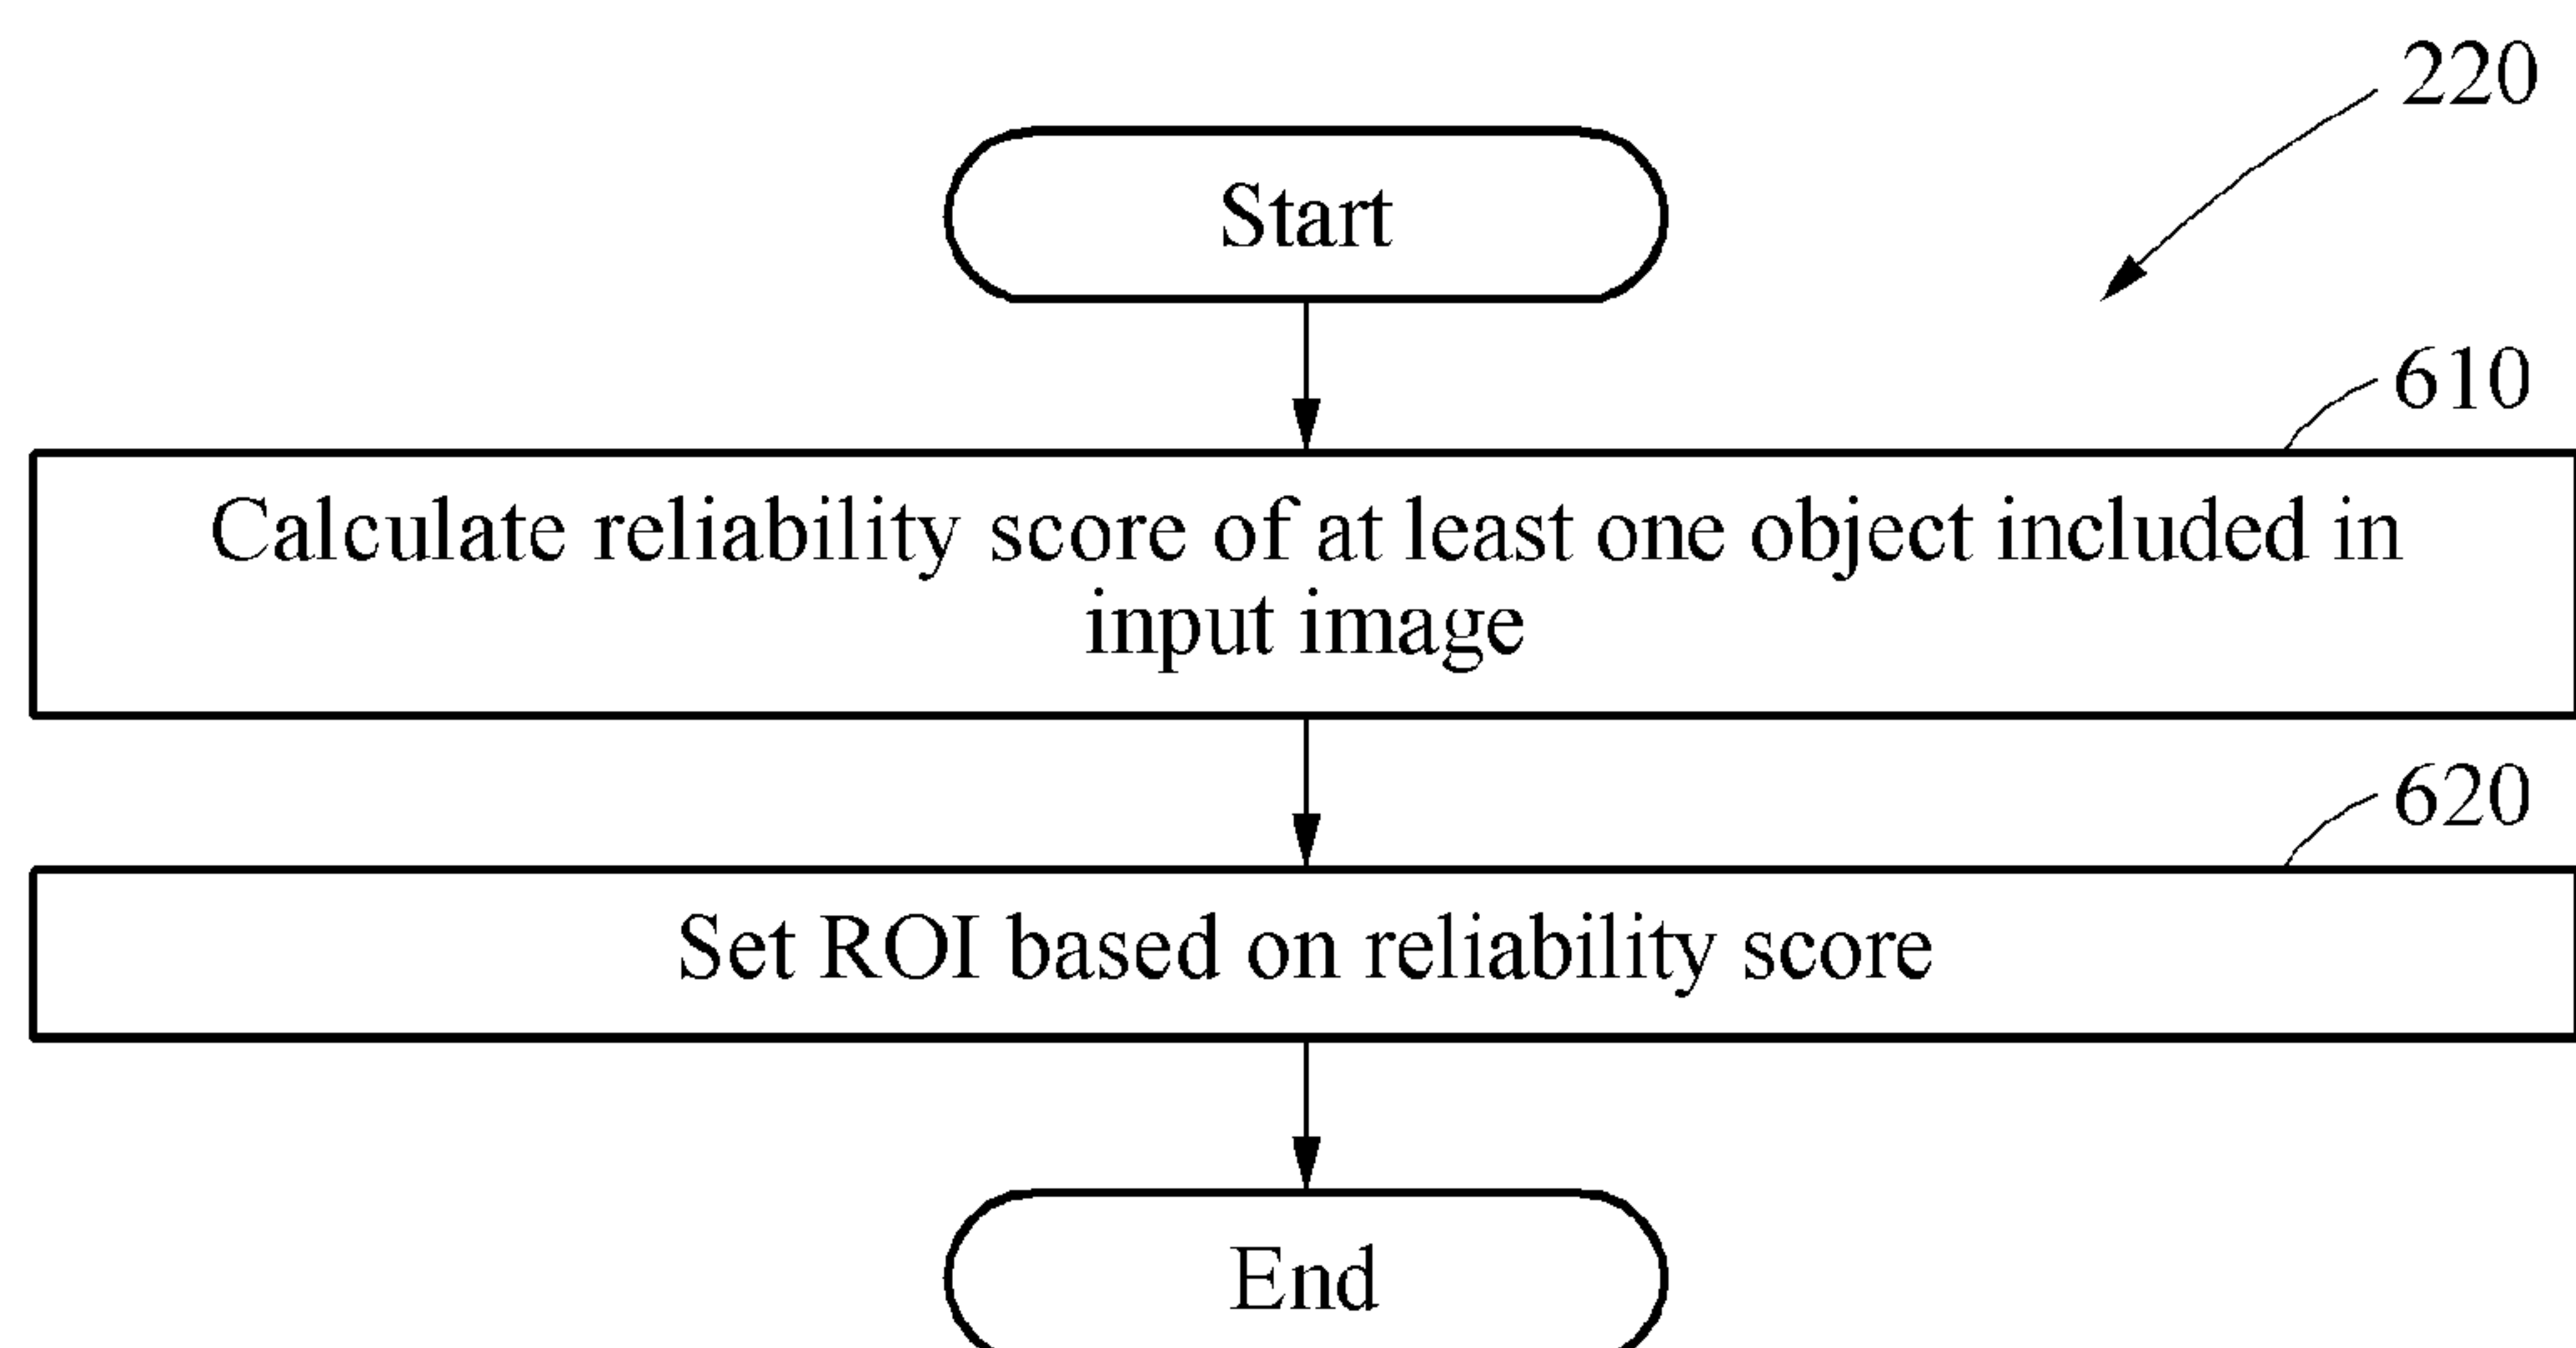 220
Start
610
Calculate reliability score of at least one object included in
input image
620
Set ROI based on reliability score
End